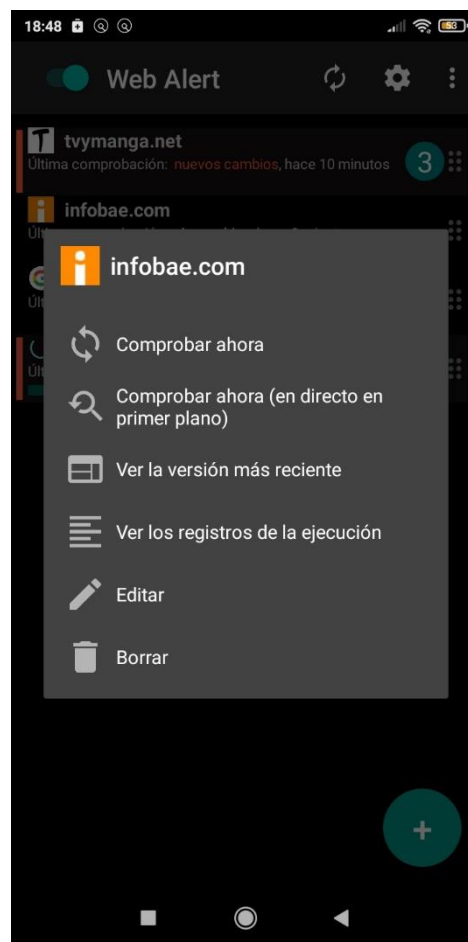 18:48
53
Web Alert
tvymanga.net
Última comprobación: nuevos cambios, hace 10 minutos
3
infobae.com
infobae.com
Comprobar ahora
Comprobar ahora (en directo en
primer plano)
Ver la versión más reciente
Ver los registros de la ejecución
Editar
Borrar
+